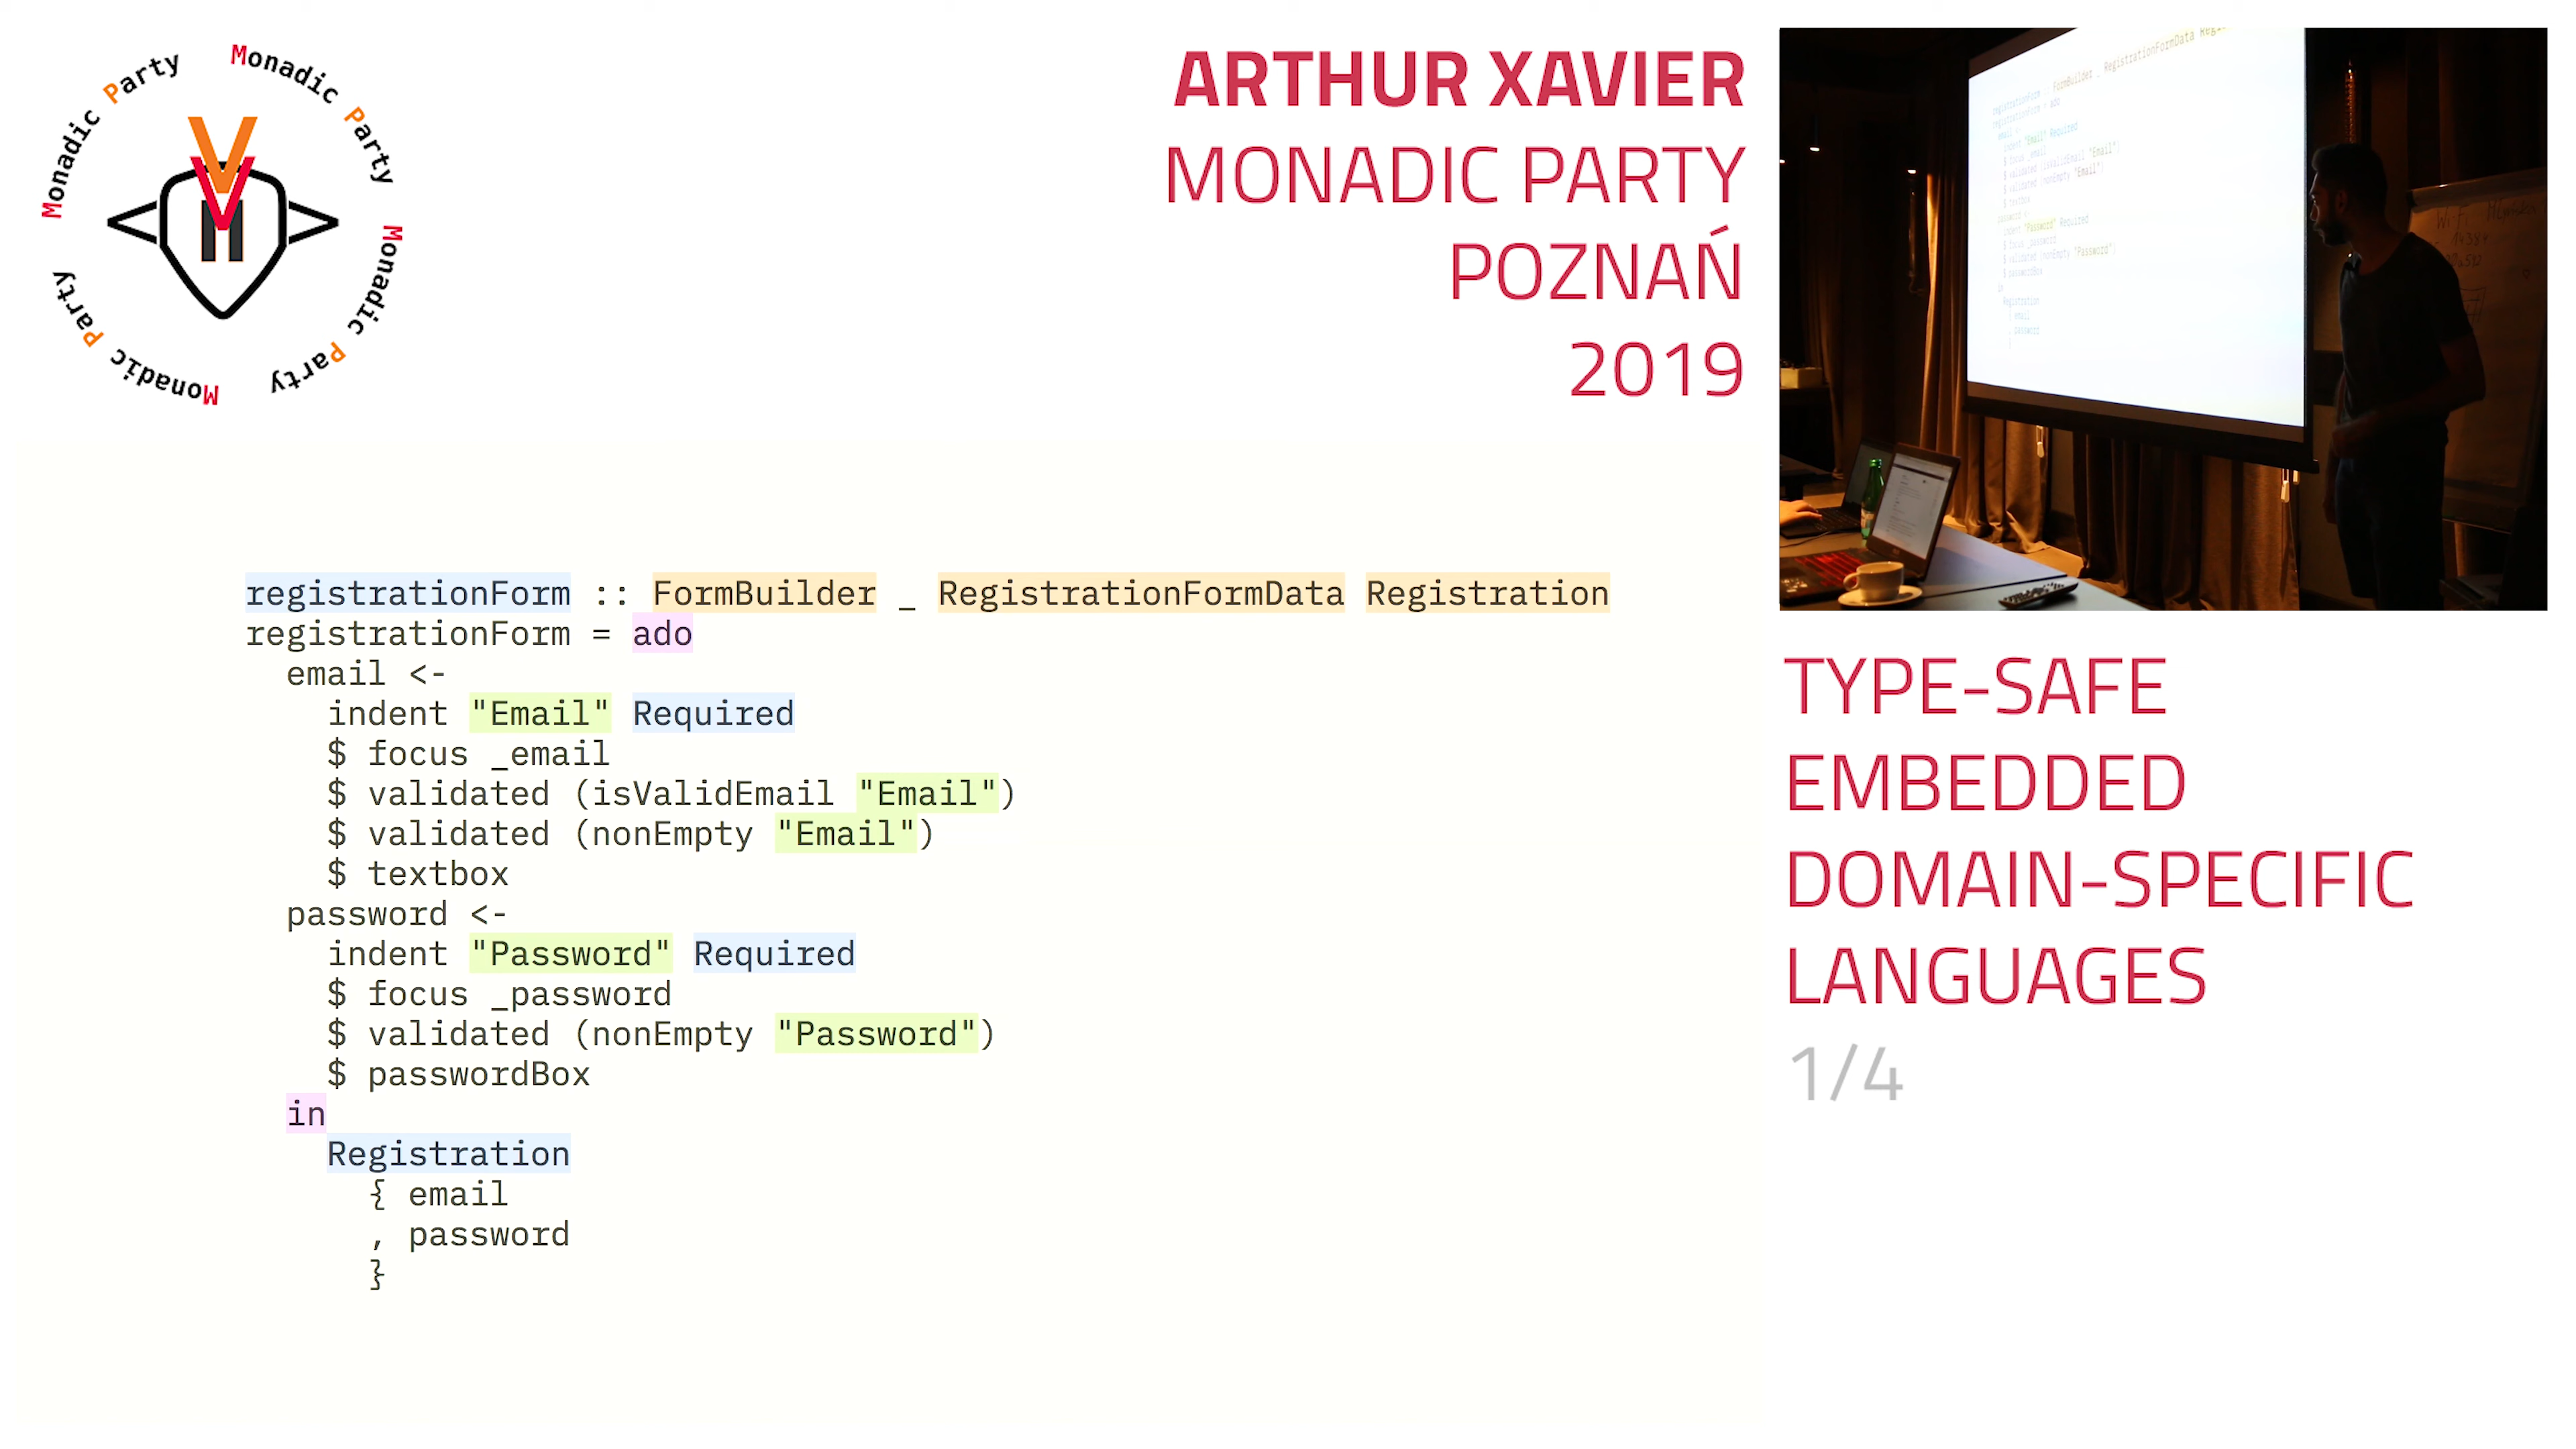 Monadic Party
Monadic Party
Monadic Party
Monadic Party
M
ARTHUR XAVIER
MONADIC PARTY
POZNAŃ
2019
registrationForm :: FormBuilder _ RegistrationFormData Registration
registrationForm = ado
  email <-
    indent "Email" Required
    $ focus _email
    $ validated (isValidEmail "Email")
    $ validated (nonEmpty "Email")
    $ textbox
  password <-
    indent "Password" Required
    $ focus _password
    $ validated (nonEmpty "Password")
    $ passwordBox
  in
    Registration
      { email
      , password
      }
TYPE-SAFE
EMBEDDED
DOMAIN-SPECIFIC
LANGUAGES
1/4